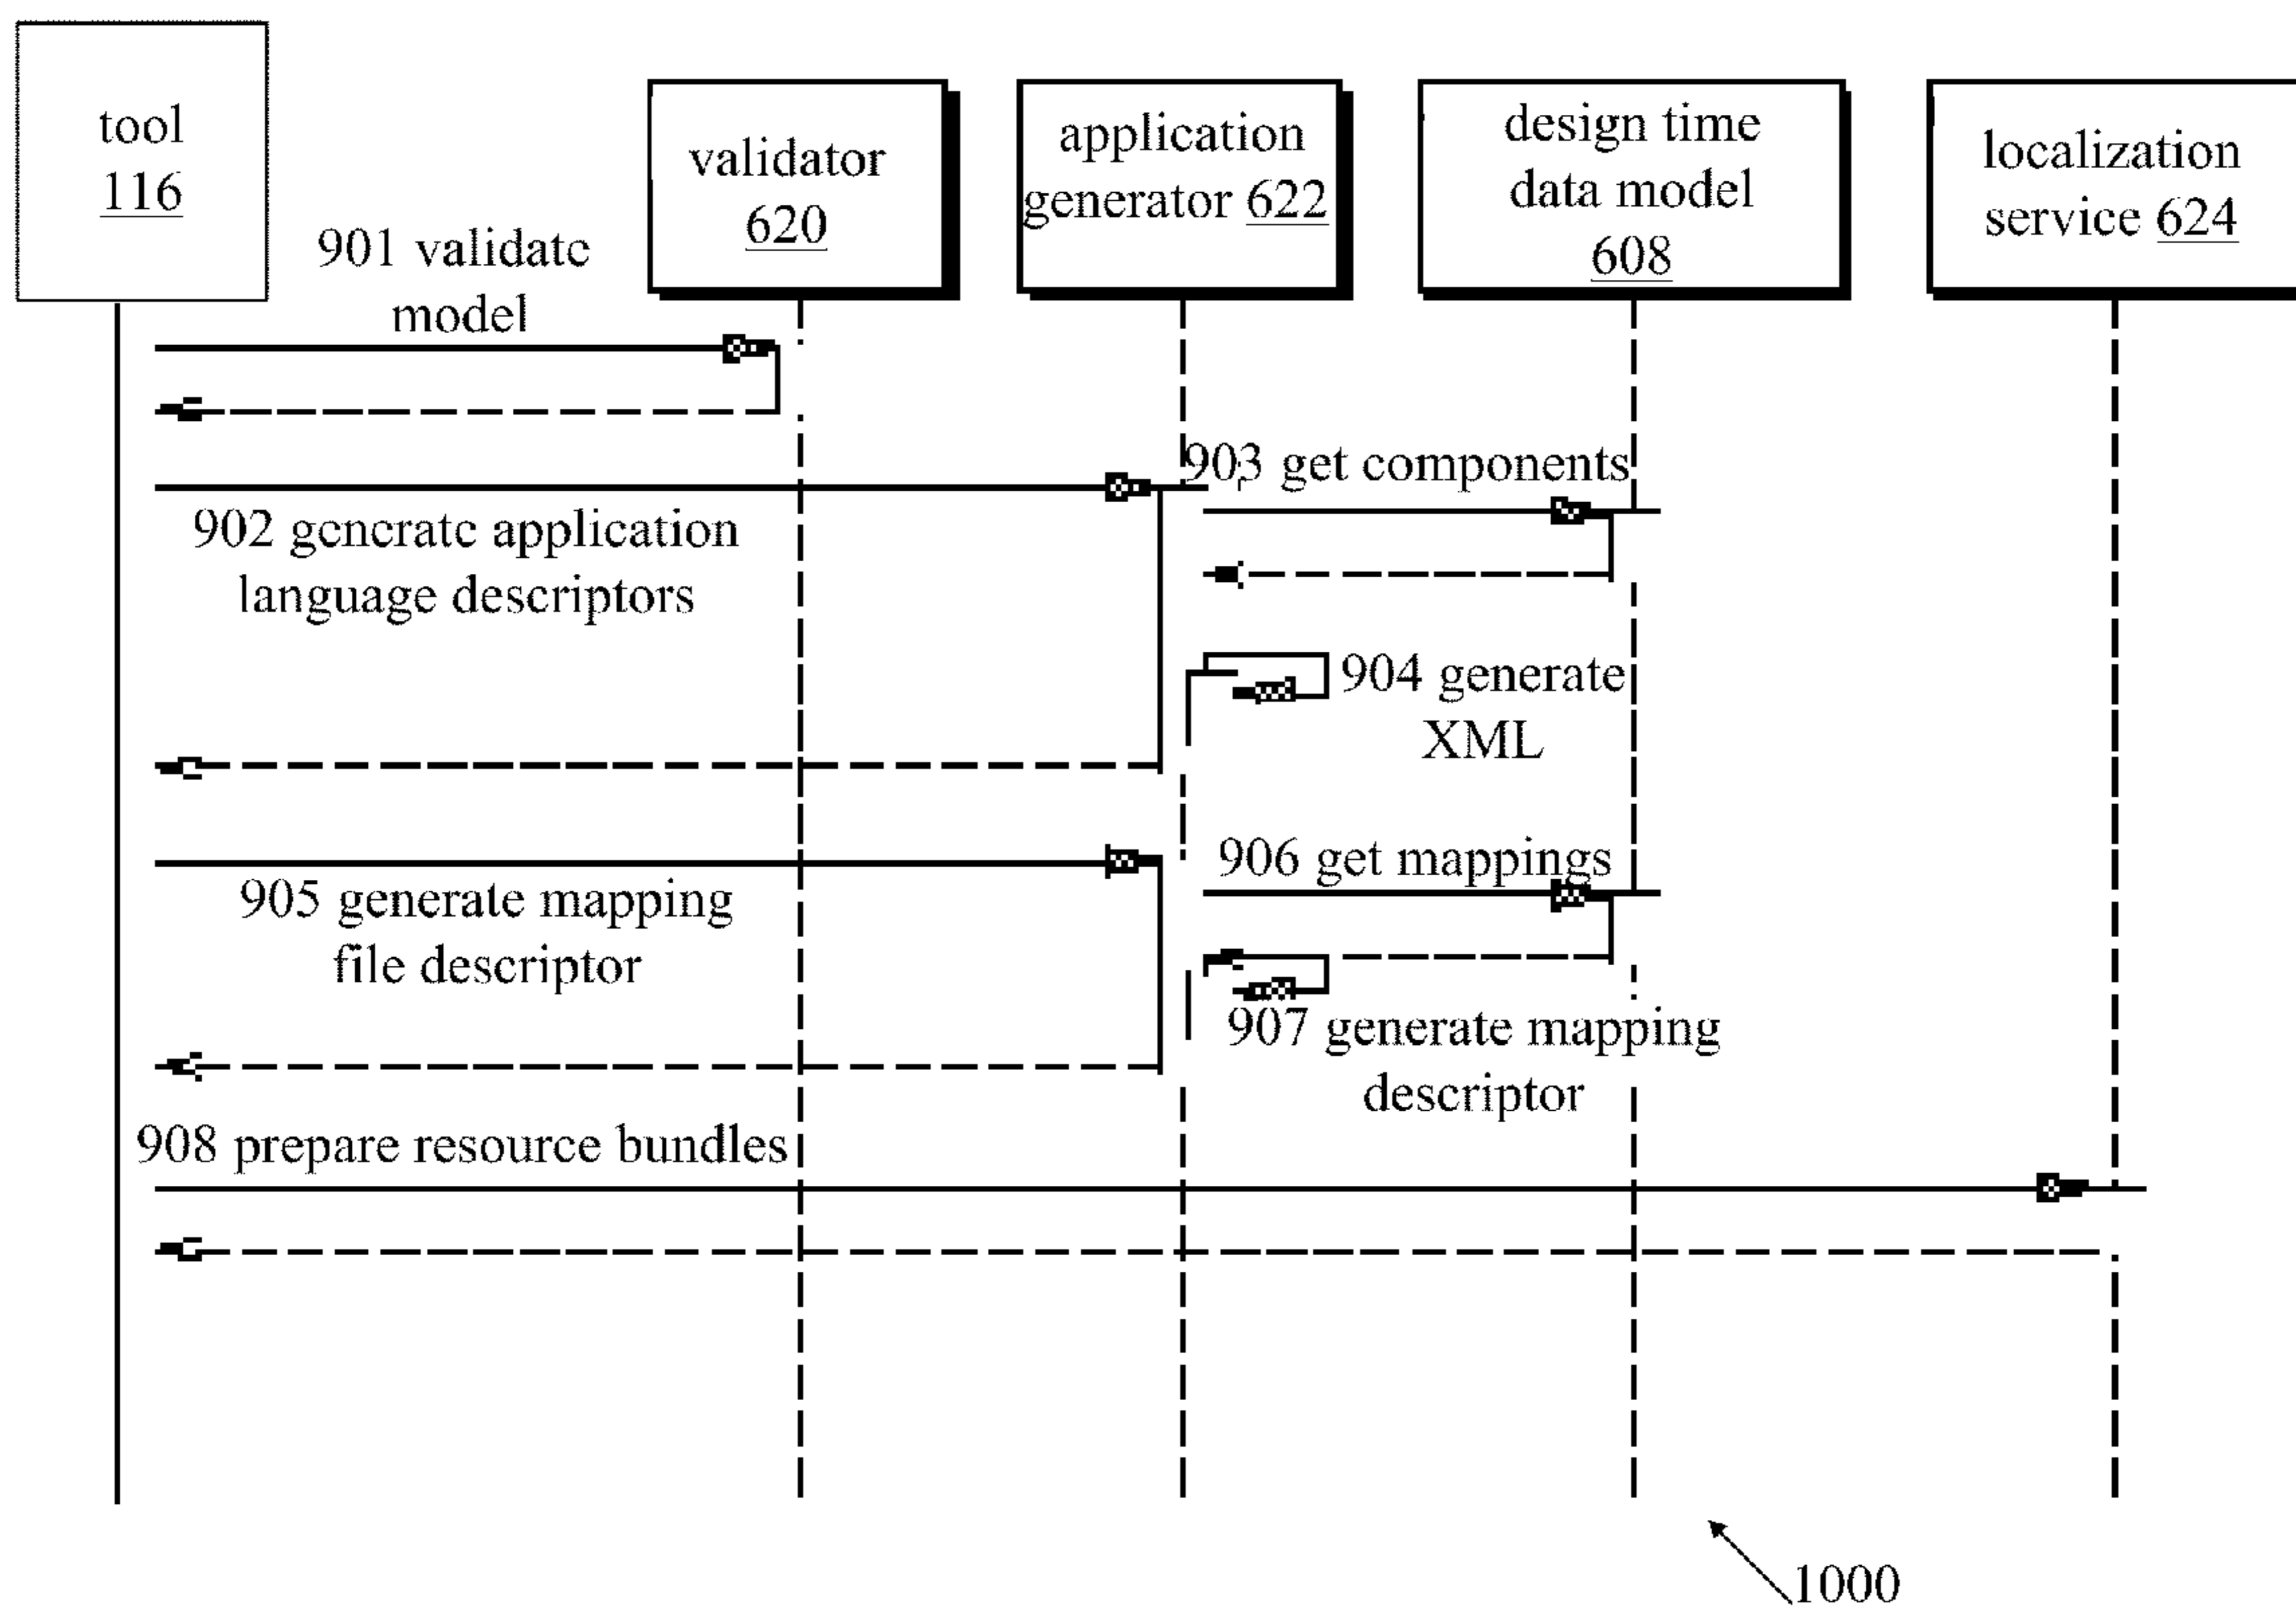 tool
116
validator
620
application
generator 622
design time
data model
608
localization
service 624
901 validate
model
903 get components
902 generate application
language descriptors
904 generate
XML
906 get mappings
905 generate mapping
file descriptor
907 generate mapping
descriptor
908 prepare resource bundles
1000